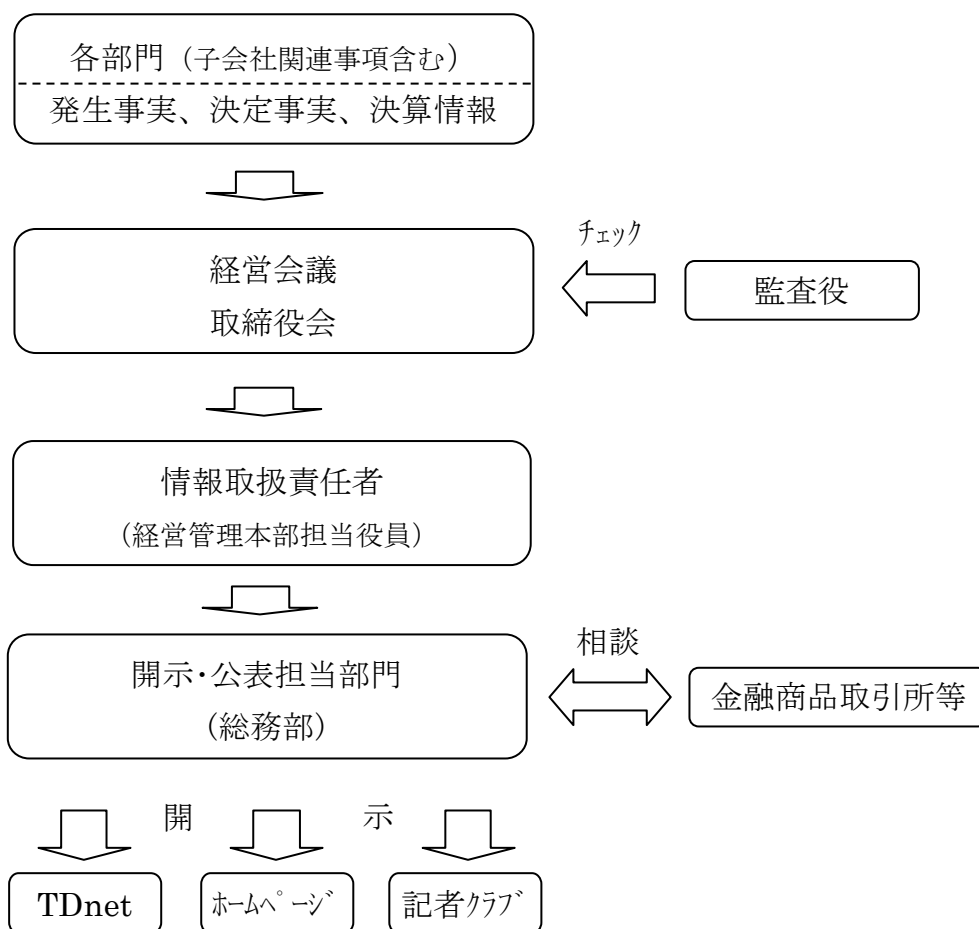 各部門（子会社関連事項含む）
発生事実、決定事実、決算情報
チェック
経営会議
取締役会
監査役
情報取扱責任者
（経営管理本部担当役員）
相談
開示・公表担当部門
（総務部）
金融商品取引所等
開 示
TDnet
ﾎｰﾑﾍﾟｰｼﾞ
記者ｸﾗﾌﾞ